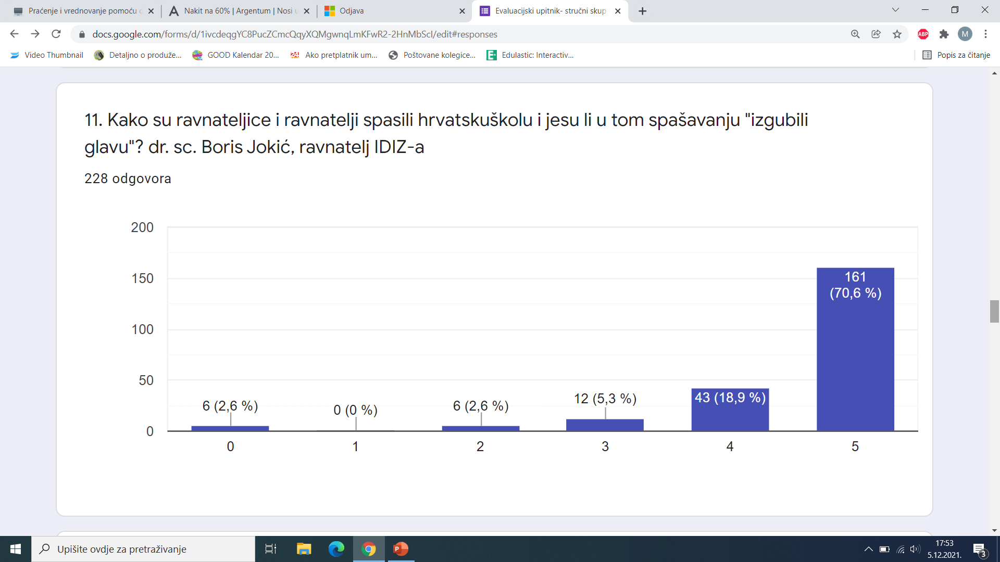 Praćenje i vrednovanje pomoću
Nakit na 60% | Argentum | Nosi
Odjava
Evaluacijski upitnik- stručni skup
docs.google.com/forms/d/1ivcdeqgYC8PucZCmcQqyXQMgwnqLmKFwR2-2HnMbScI/edit#responses
ABP
M
Video Thumbnail
Detaljno o produže...
GOOD Kalendar 20...
Ako pretplatnik um...
Poštovane kolegice...
Edulastic: Interactiv...
Popis za čitanje
11. Kako su ravnateljice i ravnatelji spasili hrvatskuškolu i jesu li u tom spašavanju "izgubili
glavu"? dr. sc. Boris Jokić, ravnatelj IDIZ-a
228 odgovora
200
150
100
50
0
6 (2,6 %)
0 (0 %)
6 (2,6 %)
12 (5,3 %)
43 (18,9 %)
161
(70,6 %)
0 1 2 3 4 5
Upišite ovdje za pretraživanje
17:53
5.12.2021.
3